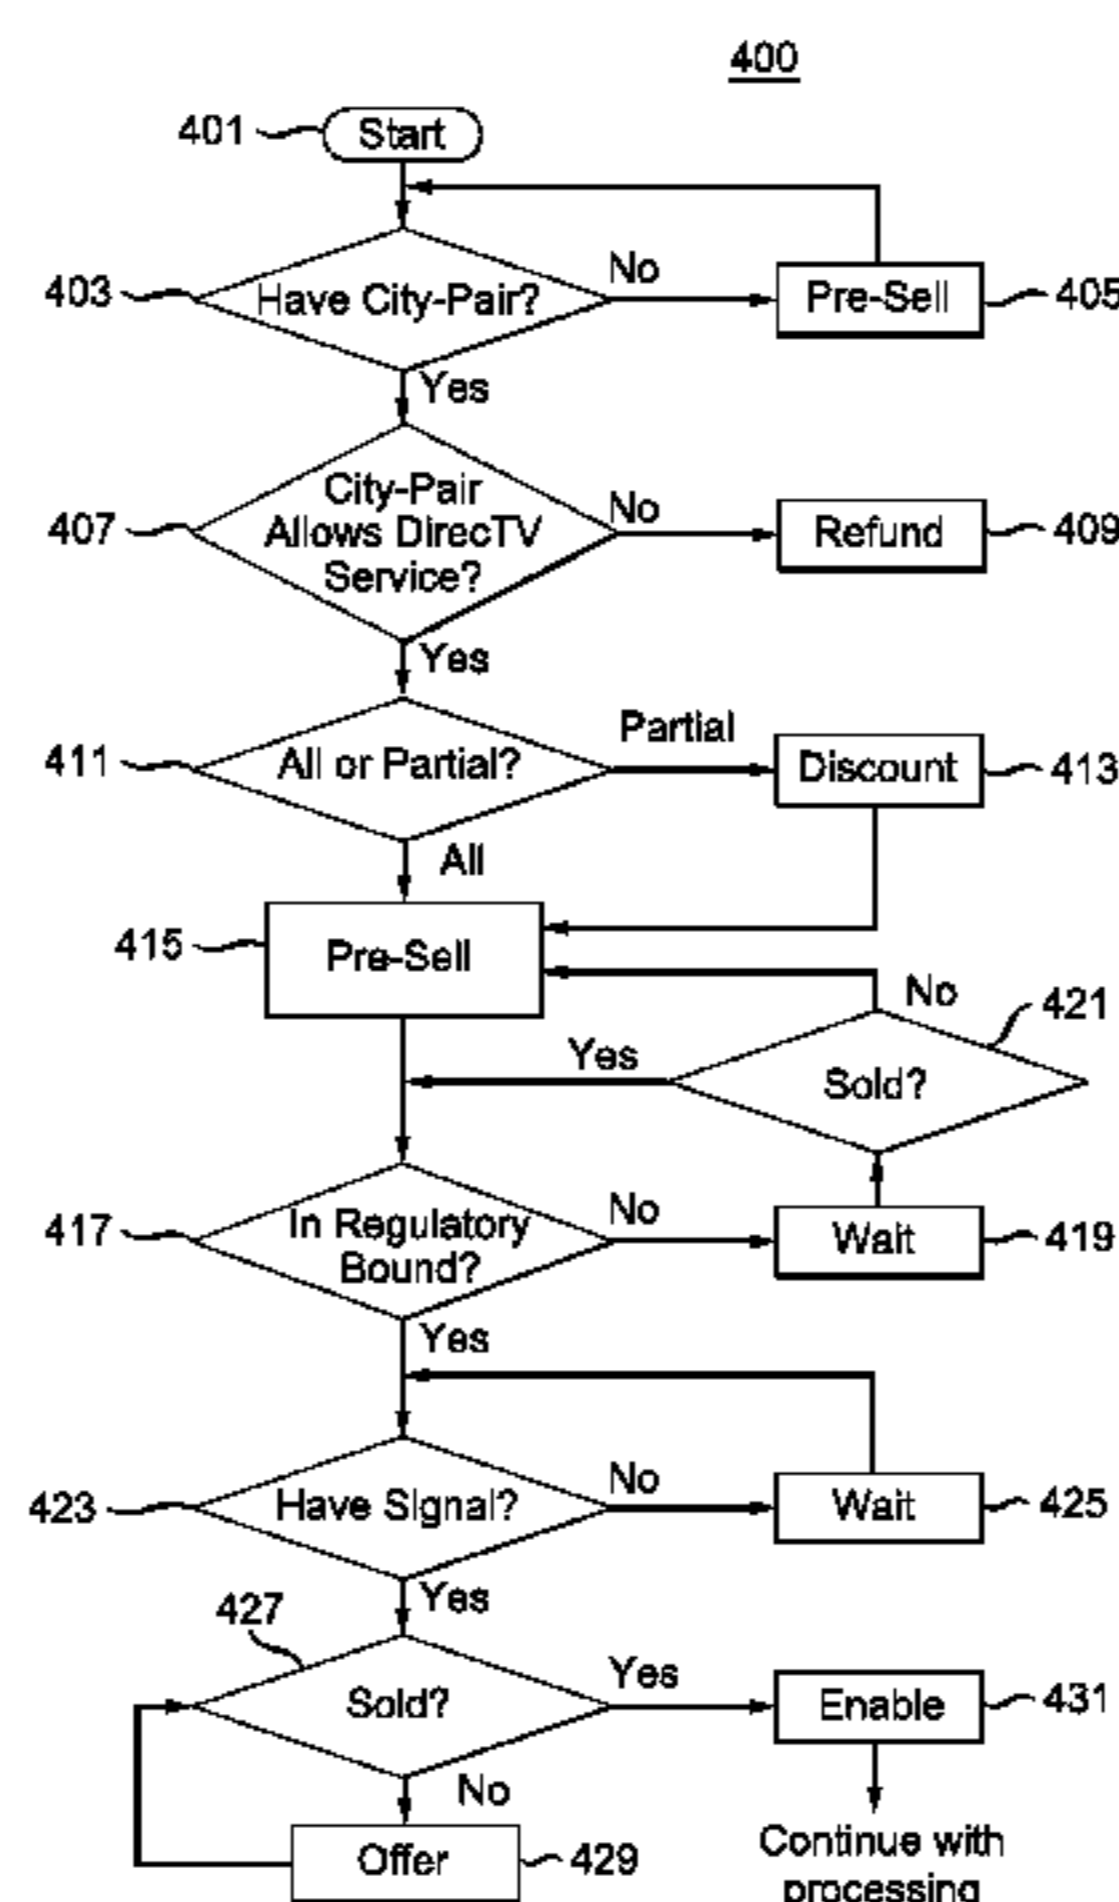 400
401
Start
403
Have City-Pair?
No
Pre-Sell
405
Yes
407
City-Pair
Allows DirecTV
Service?
No
Refund
409
Yes
411
All or Partial?
Partial
Discount
413
All
415
Pre-Sell
No
421
Yes
Sold?
417
In Regulatory
Bound?
No
Wait
419
Yes
423
Have Signal?
No
Wait
425
Yes
427
Sold?
Yes
Enable
431
No
Offer
429
Continue with
processing